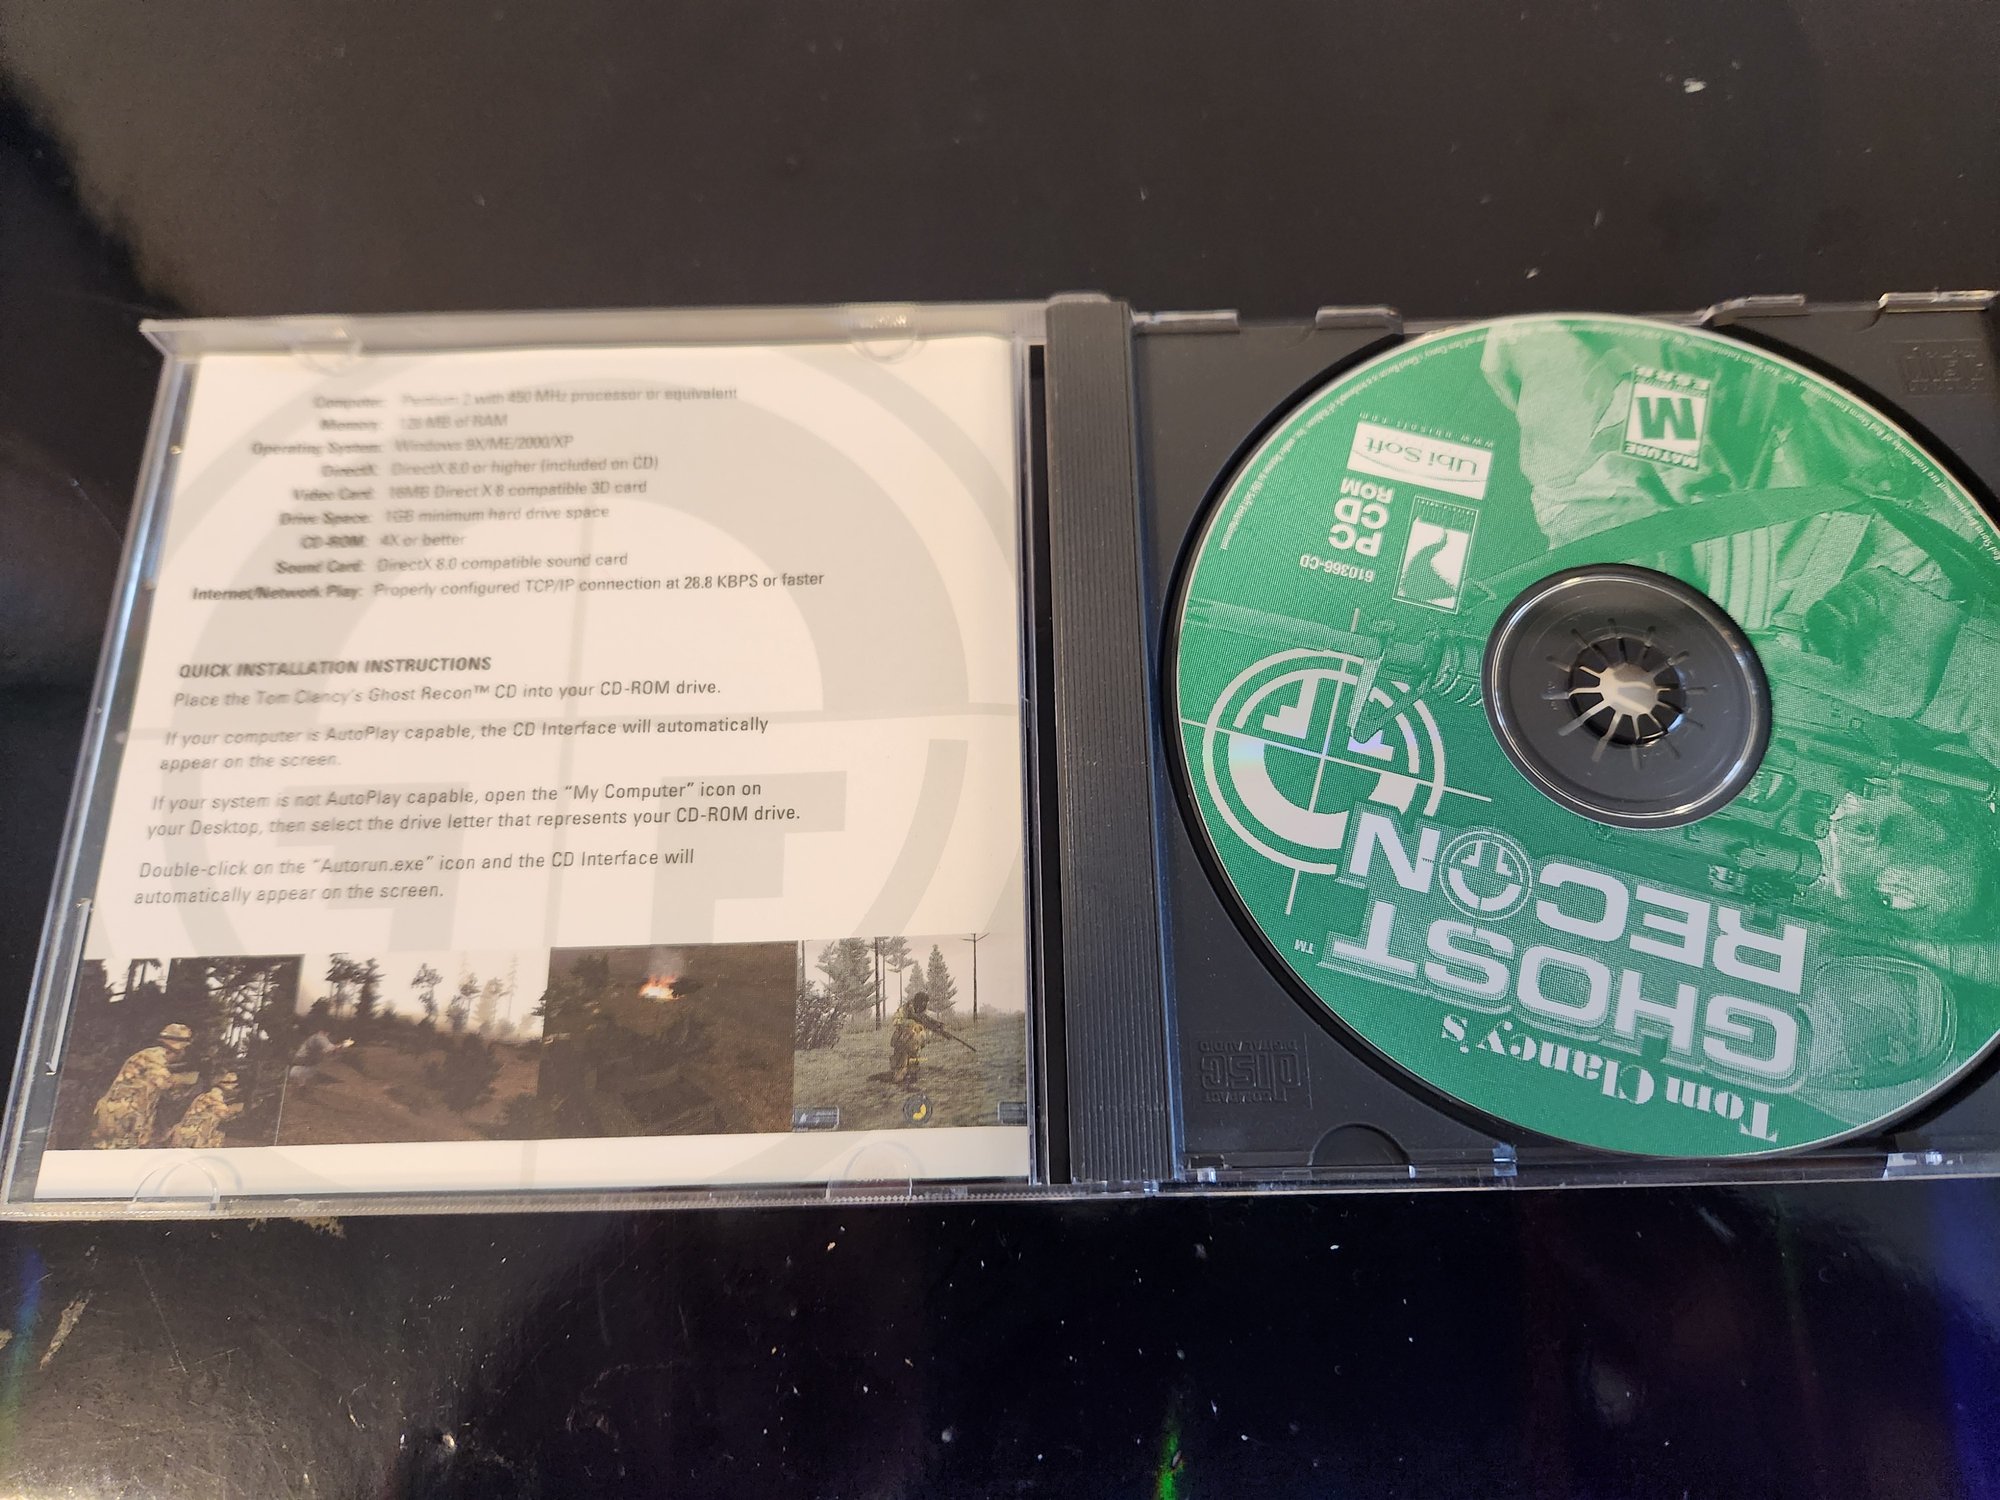 Computer: Pentium 2 with 450 MHz processor or equivalent
Memory: 128 MB of RAM
Operating System: Windows 9X/ME/2000/XP
DirectX: DirectX 8.0 or higher (included on CD)
Video Card: 16MB Direct X 8 compatible 3D card
Drive Space: 1GB minimum hard drive space
CD-ROM: 4X or better
Sound Card: DirectX 8.0 compatible sound card
Internet/Network Play: Properly configured TCP/IP connection at 28.8 KBPS or faster
QUICK INSTALLATION INSTRUCTIONS
Place the Tom Clancy's Ghost Recon™ CD into your CD-ROM drive.
If your computer is AutoPlay capable, the CD Interface will automatically
appear on the screen.
If your system is not AutoPlay capable, open the "My Computer" icon on
your Desktop, then select the drive letter that represents your CD-ROM drive.
Double-click on the "Autorun.exe" icon and the CD Interface will
automatically appear on the screen.
Tom Clancy's
GHOST
RECON
™
610366-CD
PC
CD
ROM
Ubi Soft
www.ubisoft.com
MATURE
M
ESRB
COMPACT
disc
DIGITAL AUDIO